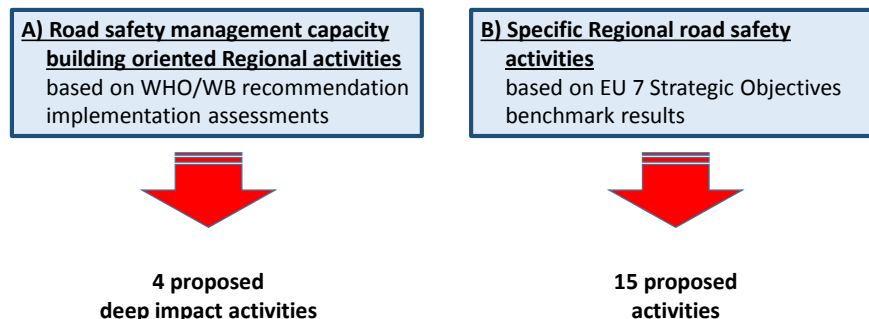 A) Road safety management capacity
building oriented Regional activities
based on WHO/WB recommendation
implementation assessments
B) Specific Regional road safety
activities
based on EU 7 Strategic Objectives
benchmark results
4 proposed
deep impact activities
15 proposed
activities